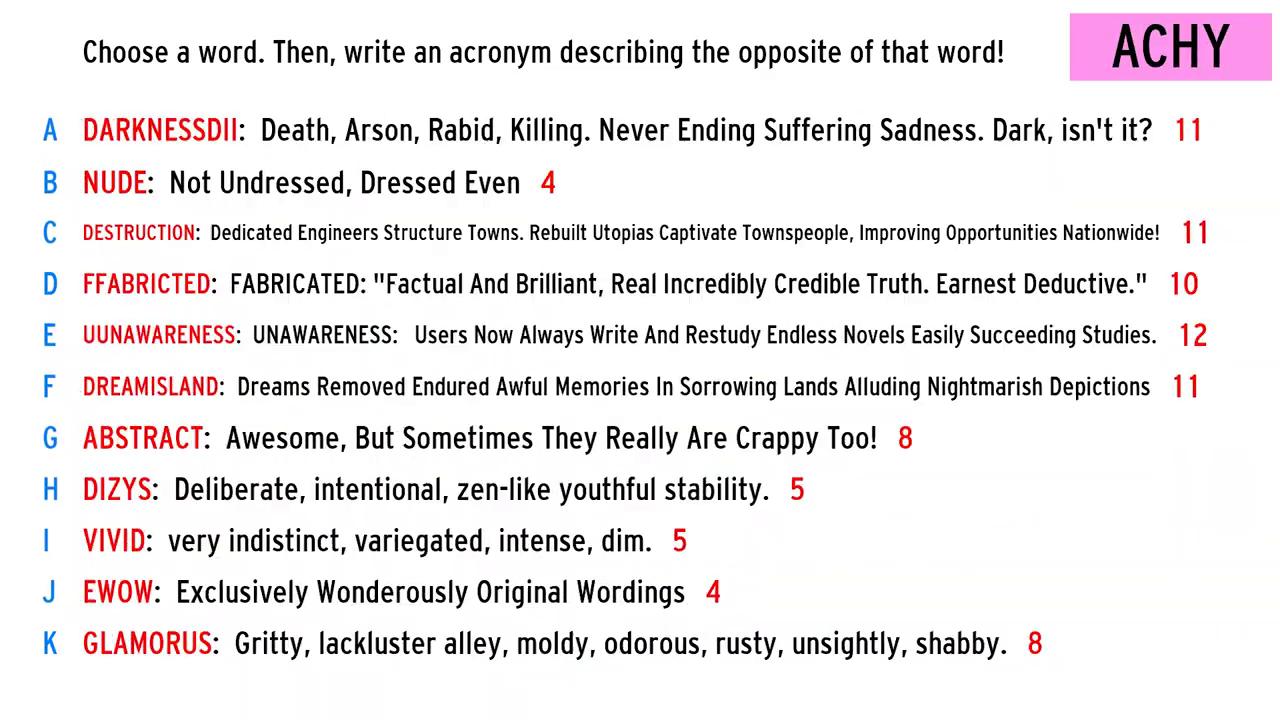 Choose a word. Then, write an acronym describing the opposite of that word!
ACHY
A DARKNESSDII: Death, Arson, Rabid, Killing. Never Ending Suffering Sadness. Dark, isn't it? 11
B NUDE: Not Undressed, Dressed Even 4
C DESTRUCTION: Dedicated Engineers Structure Towns. Rebuilt Utopias Captivate Townspeople, Improving Opportunities Nationwide! 11
D FFABRICTED: FABRICATED: "Factual And Brilliant, Real Incredibly Credible Truth. Earnest Deductive." 10
E UUNAWARENESS: UNAWARENESS: Users Now Always Write And Restudy Endless Novels Easily Succeeding Studies. 12
F DREAMISLAND: Dreams Removed Endured Awful Memories In Sorrowing Lands Alluding Nightmarish Depictions 11
G ABSTRACT: Awesome, But Sometimes They Really Are Crappy Too! 8
H DIZYS: Deliberate, intentional, zen-like youthful stability. 5
I VIVID: very indistinct, variegated, intense, dim. 5
J EWOW: Exclusively Wonderously Original Wordings 4
K GLAMORUS: Gritty, lackluster alley, moldy, odorous, rusty, unsightly, shabby. 8